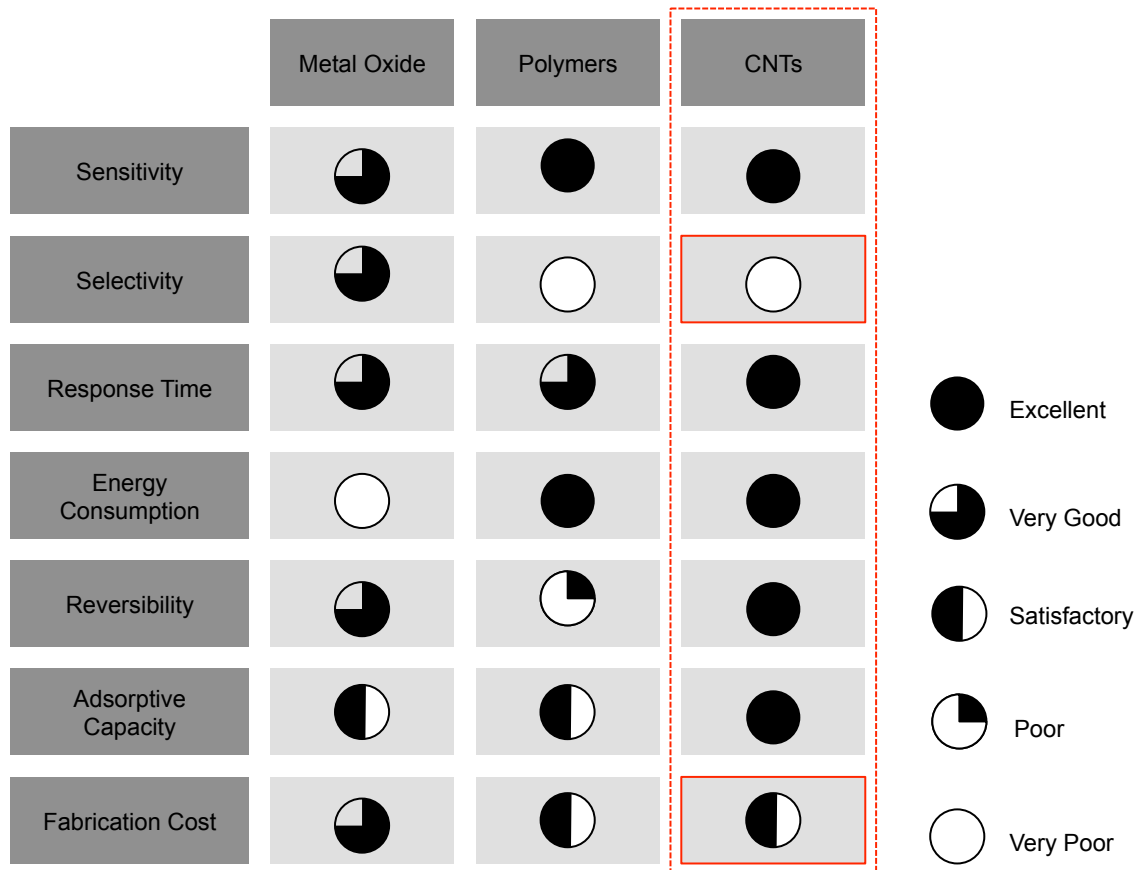 Metal Oxide
Polymers
CNTs
Sensitivity
Selectivity
Response Time
Energy
Consumption
Reversibility
Adsorptive
Capacity
Fabrication Cost
Excellent
Very Good
Satisfactory
Poor
Very Poor